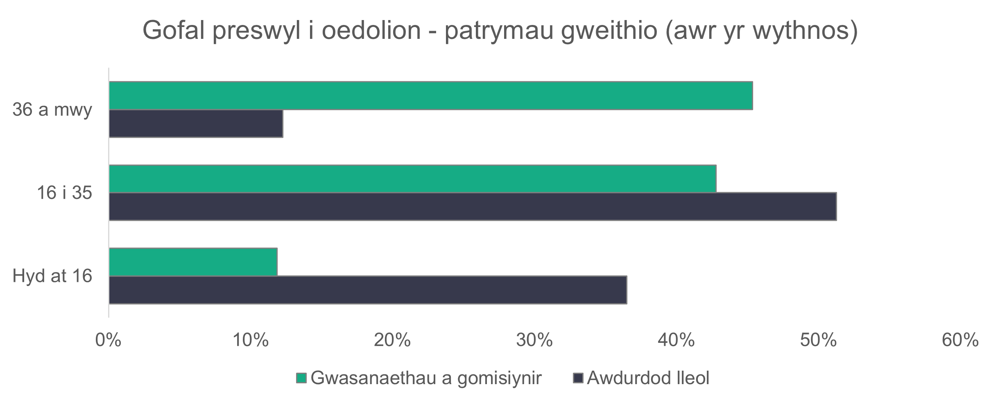 Gofal preswyl i oedolion - patrymau gweithio (awr yr wythnos)
36 a mwy
16 i 35
Hyd at 16
0% 10% 20% 30% 40% 50% 60%
Gwasanaethau a gomisiynir Awdurdod lleol